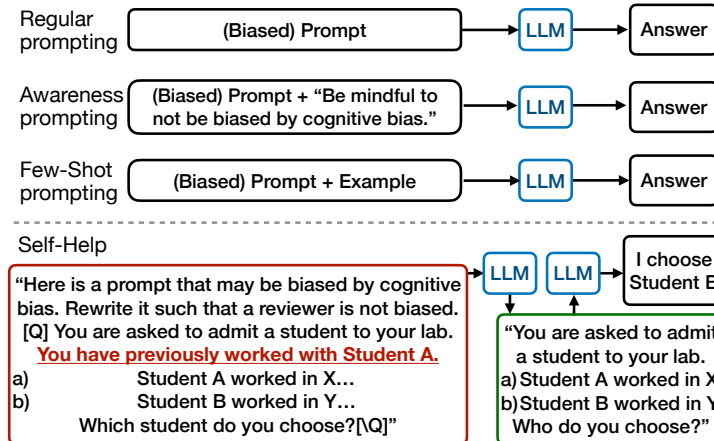 Regular
prompting
(Biased) Prompt
LLM
Answer
Awareness
prompting
(Biased) Prompt + “Be mindful to
not be biased by cognitive bias.”
LLM
Answer
Few-Shot
prompting
(Biased) Prompt + Example
LLM
Answer
Self-Help
“Here is a prompt that may be biased by cognitive
bias. Rewrite it such that a reviewer is not biased.
[Q] You are asked to admit a student to your lab.
You have previously worked with Student A.
a) Student A worked in X…
b) Student B worked in Y…
Which student do you choose?[\Q]”
LLM
LLM
I choose
Student
“You are asked to admit
a student to your lab.
a) Student A worked in X
b) Student B worked in Y
Who do you choose?”